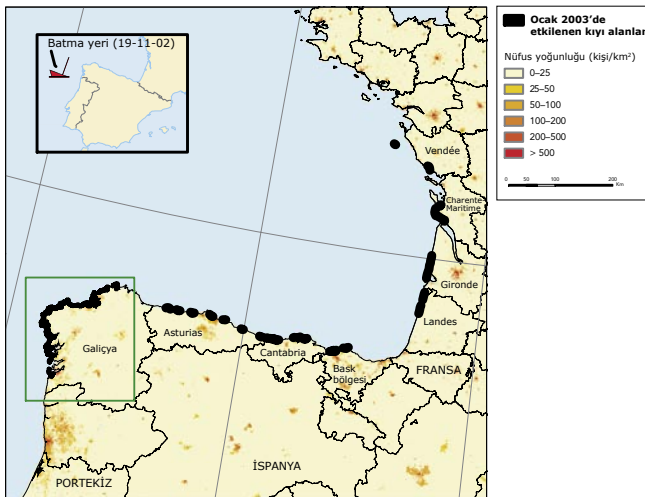 Batma yeri (19-11-02)
Vendée
Charente-
Maritime
Gironde
Landes
Galiçya
Asturias
Cantabria
Bask
bölgesi
FRANSA
İSPANYA
PORTEKİZ
Ocak 2003'de
etkilenen kıyı alanlar
Nüfus yoğunluğu (kişi/km²)
0–25
25–50
50–100
100–200
200–500
> 500
0 50 100 200
Km